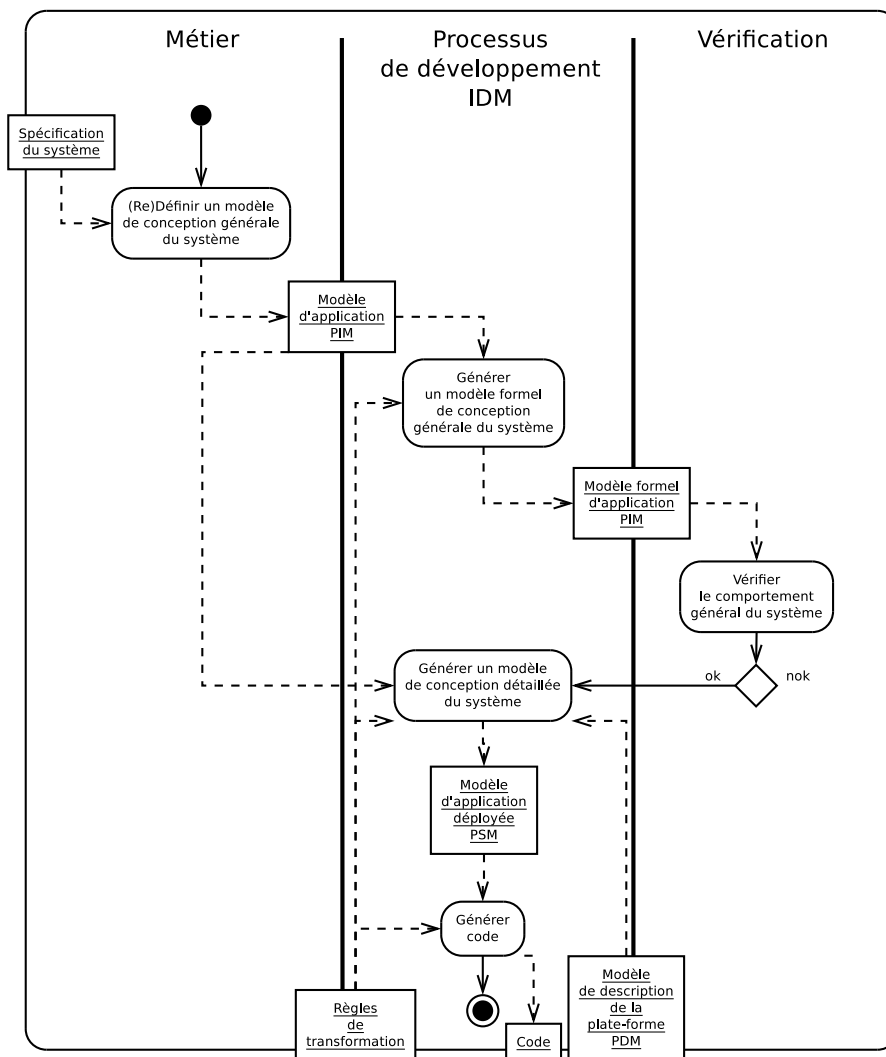 Métier
Processus
de développement
IDM
Vérification
Spécification
du système
(Re)Définir un modèle
de conception générale
du système
Modèle
d'application
PIM
Générer
un modèle formel
de conception
générale du système
Modèle formel
d'application
PIM
Vérifier
le comportement
général du système
ok
nok
Générer un modèle
de conception détaillée
du système
Modèle
d'application
déployée
PSM
Générer
code
Règles
de
transformation
Code
Modèle
de description
de la
plate-forme
PDM